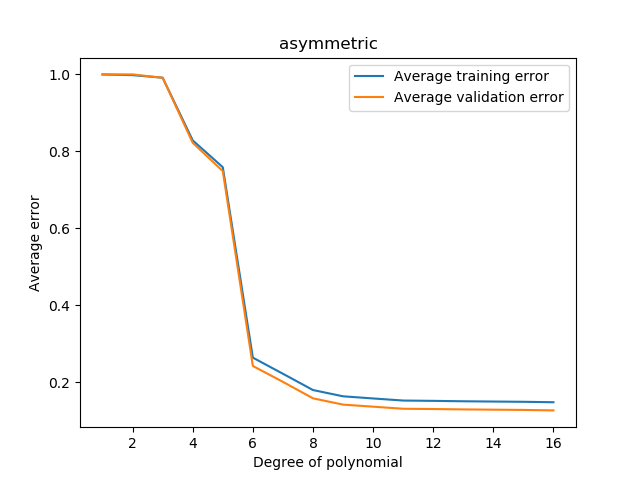 asymmetric
Average training error
Average validation error
1.0
0.8
0.6
0.4
0.2
Average error
2 4 6 8 10 12 14 16
Degree of polynomial